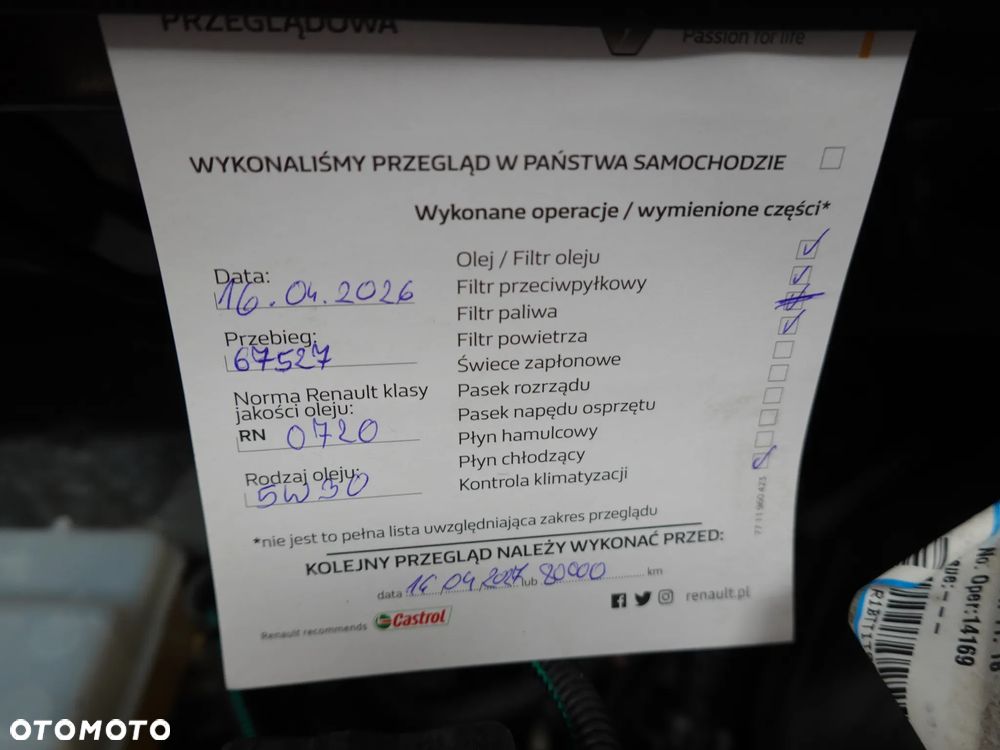 PRZEGLĄDOWA
Passion for life
WYKONALIŚMY PRZEGLĄD W PAŃSTWA SAMOCHODZIE
Wykonane operacje / wymienione części*
Data:
16.04.2026
Przebieg:
67527
Norma Renault klasy
jakości oleju:
RN 0720
Rodzaj oleju:
5W30
Olej / Filtr oleju
Filtr przeciwpyłkowy
Filtr paliwa
Filtr powietrza
Świece zapłonowe
Pasek rozrządu
Pasek napędu osprzętu
Płyn hamulcowy
Płyn chłodzący
Kontrola klimatyzacji
77 11 960 423
*nie jest to pełna lista uwzględniająca zakres przeglądu
KOLEJNY PRZEGLĄD NALEŻY WYKONAĆ PRZED:
data 16 04 2027 lub 80000 km
renault.pl
Renault recommends Castrol
No. Oper:14169
OTOMOTO